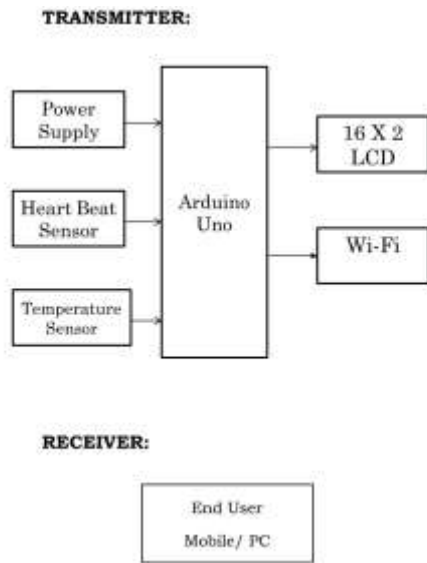 TRANSMITTER:
Power
Supply
Heart Beat
Sensor
Temperature
Sensor
Arduino
Uno
16 X 2
LCD
Wi-Fi
RECEIVER:
End User
Mobile/ PC